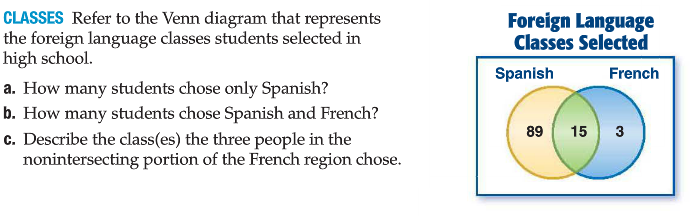 CLASSES Refer to the Venn diagram that represents
the foreign language classes students selected in
high school.
a. How many students chose only Spanish?
b. How many students chose Spanish and French?
c. Describe the class(es) the three people in the
nonintersecting portion of the French region chose.
Foreign Language
Classes Selected
Spanish French
89 15 3